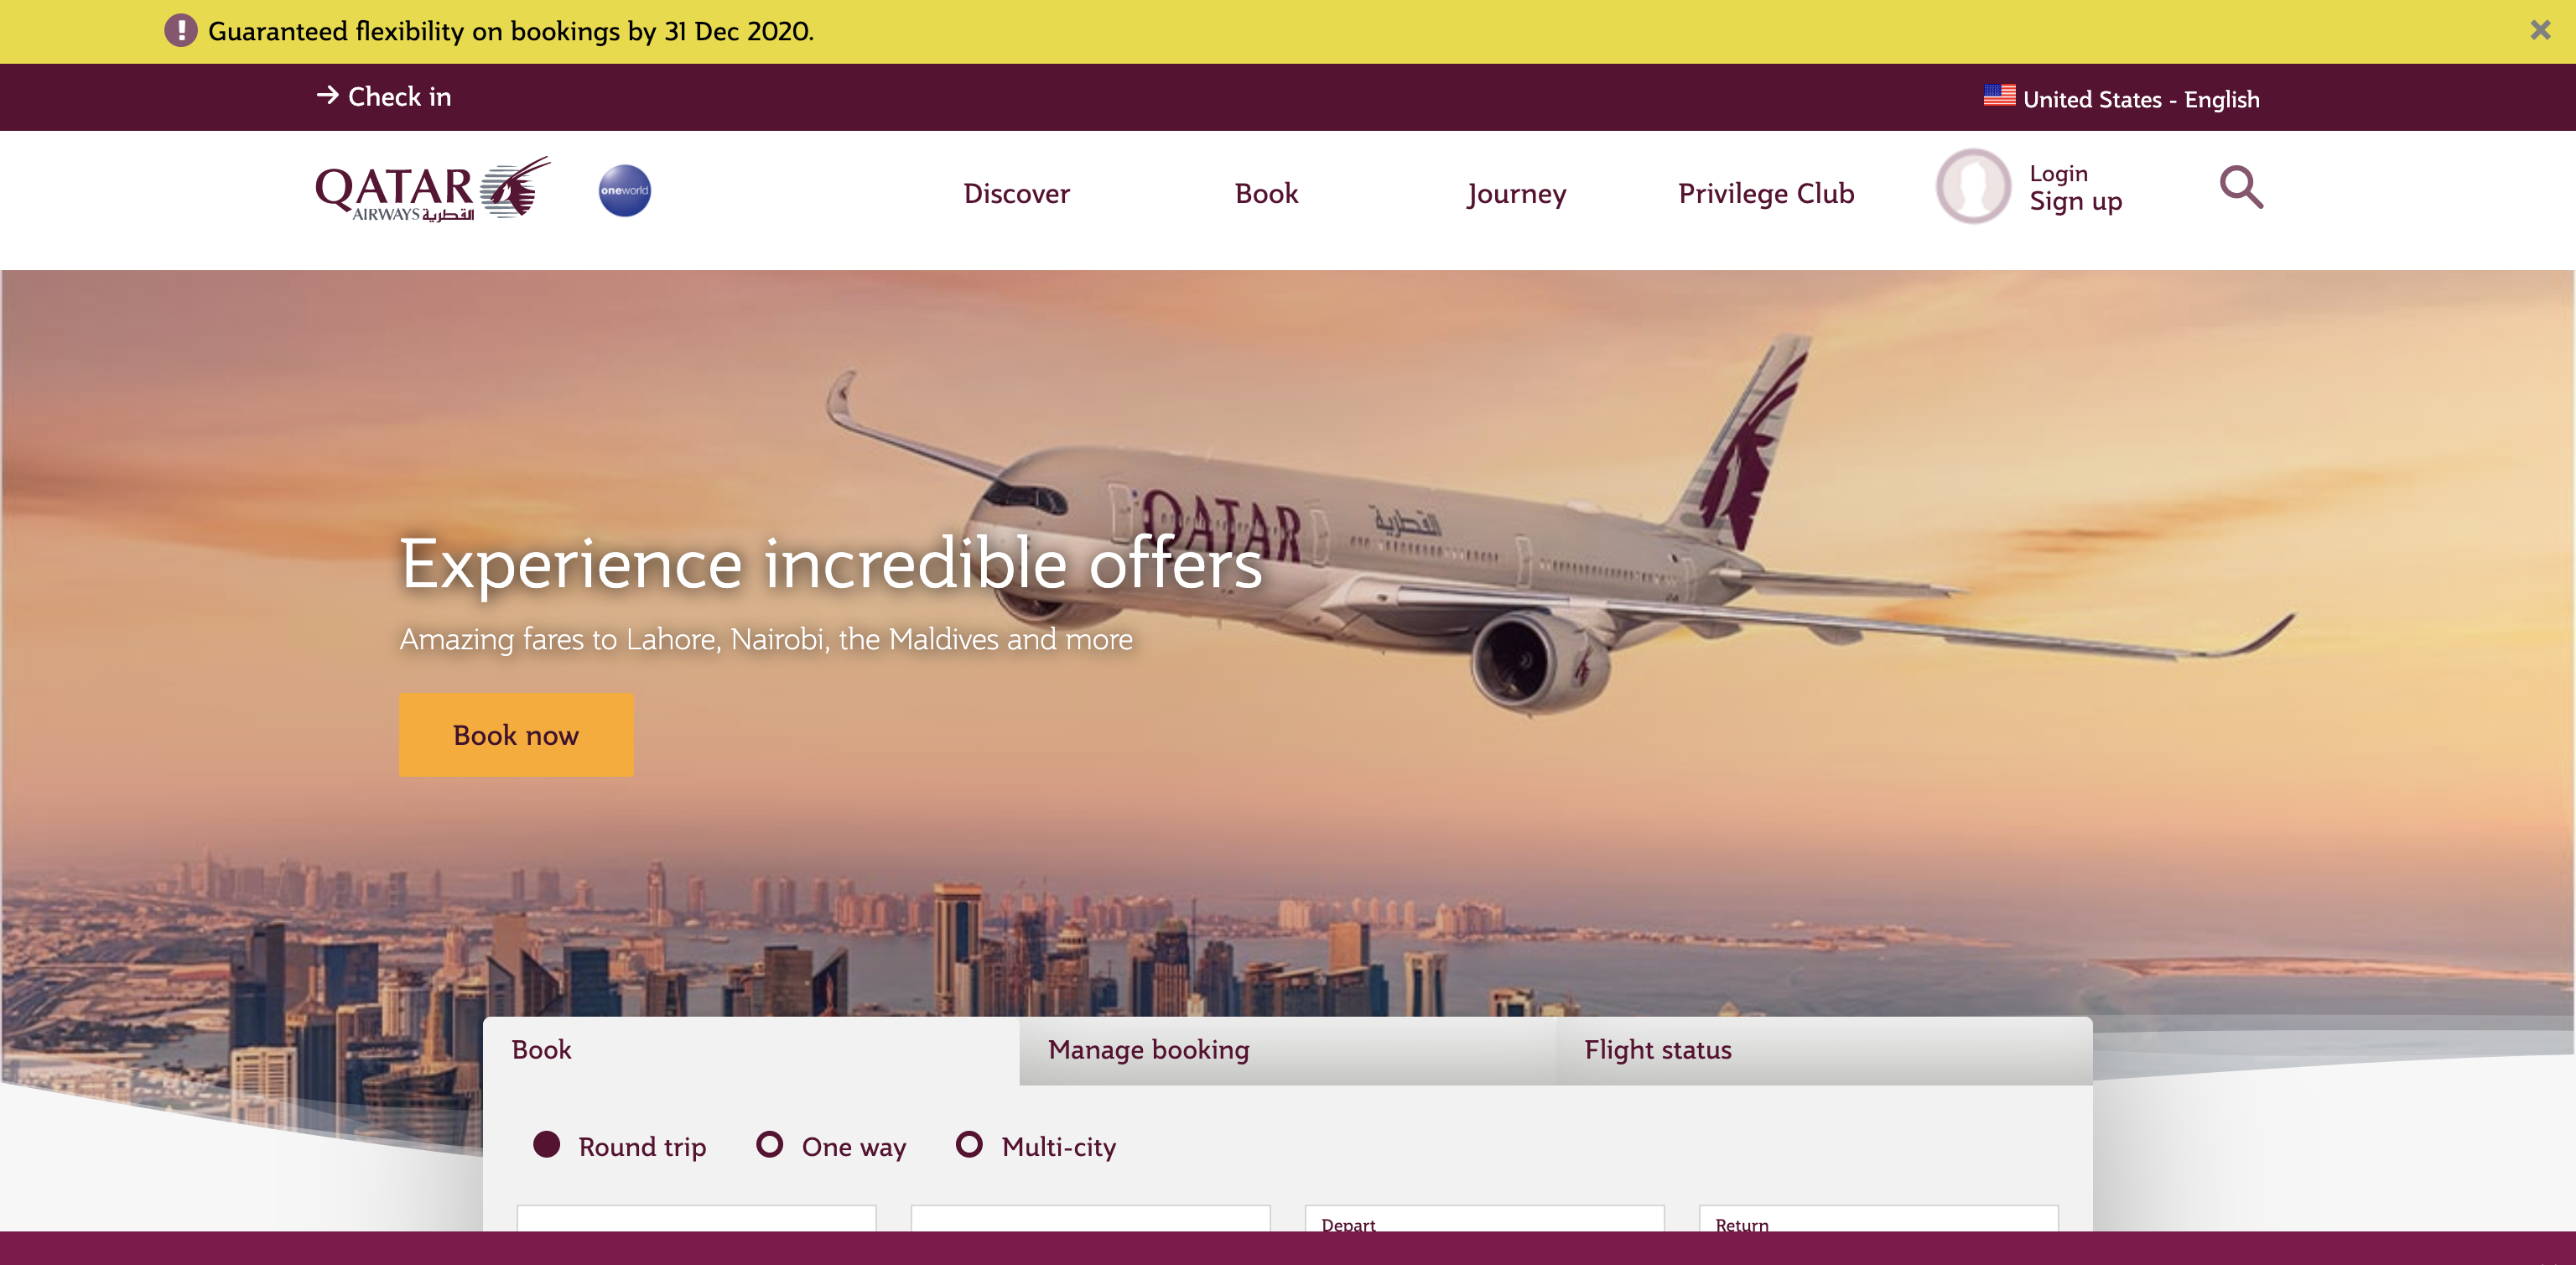 Guaranteed flexibility on bookings by 31 Dec 2020.
Check in
United States - English
QATAR
AIRWAYS القطرية
oneworld
Discover
Book
Journey
Privilege Club
Login
Sign up
QATAR
القطرية
Experience incredible offers
Amazing fares to Lahore, Nairobi, the Maldives and more
Book now
Book
Manage booking
Flight status
Round trip
One way
Multi-city
Depart
Return